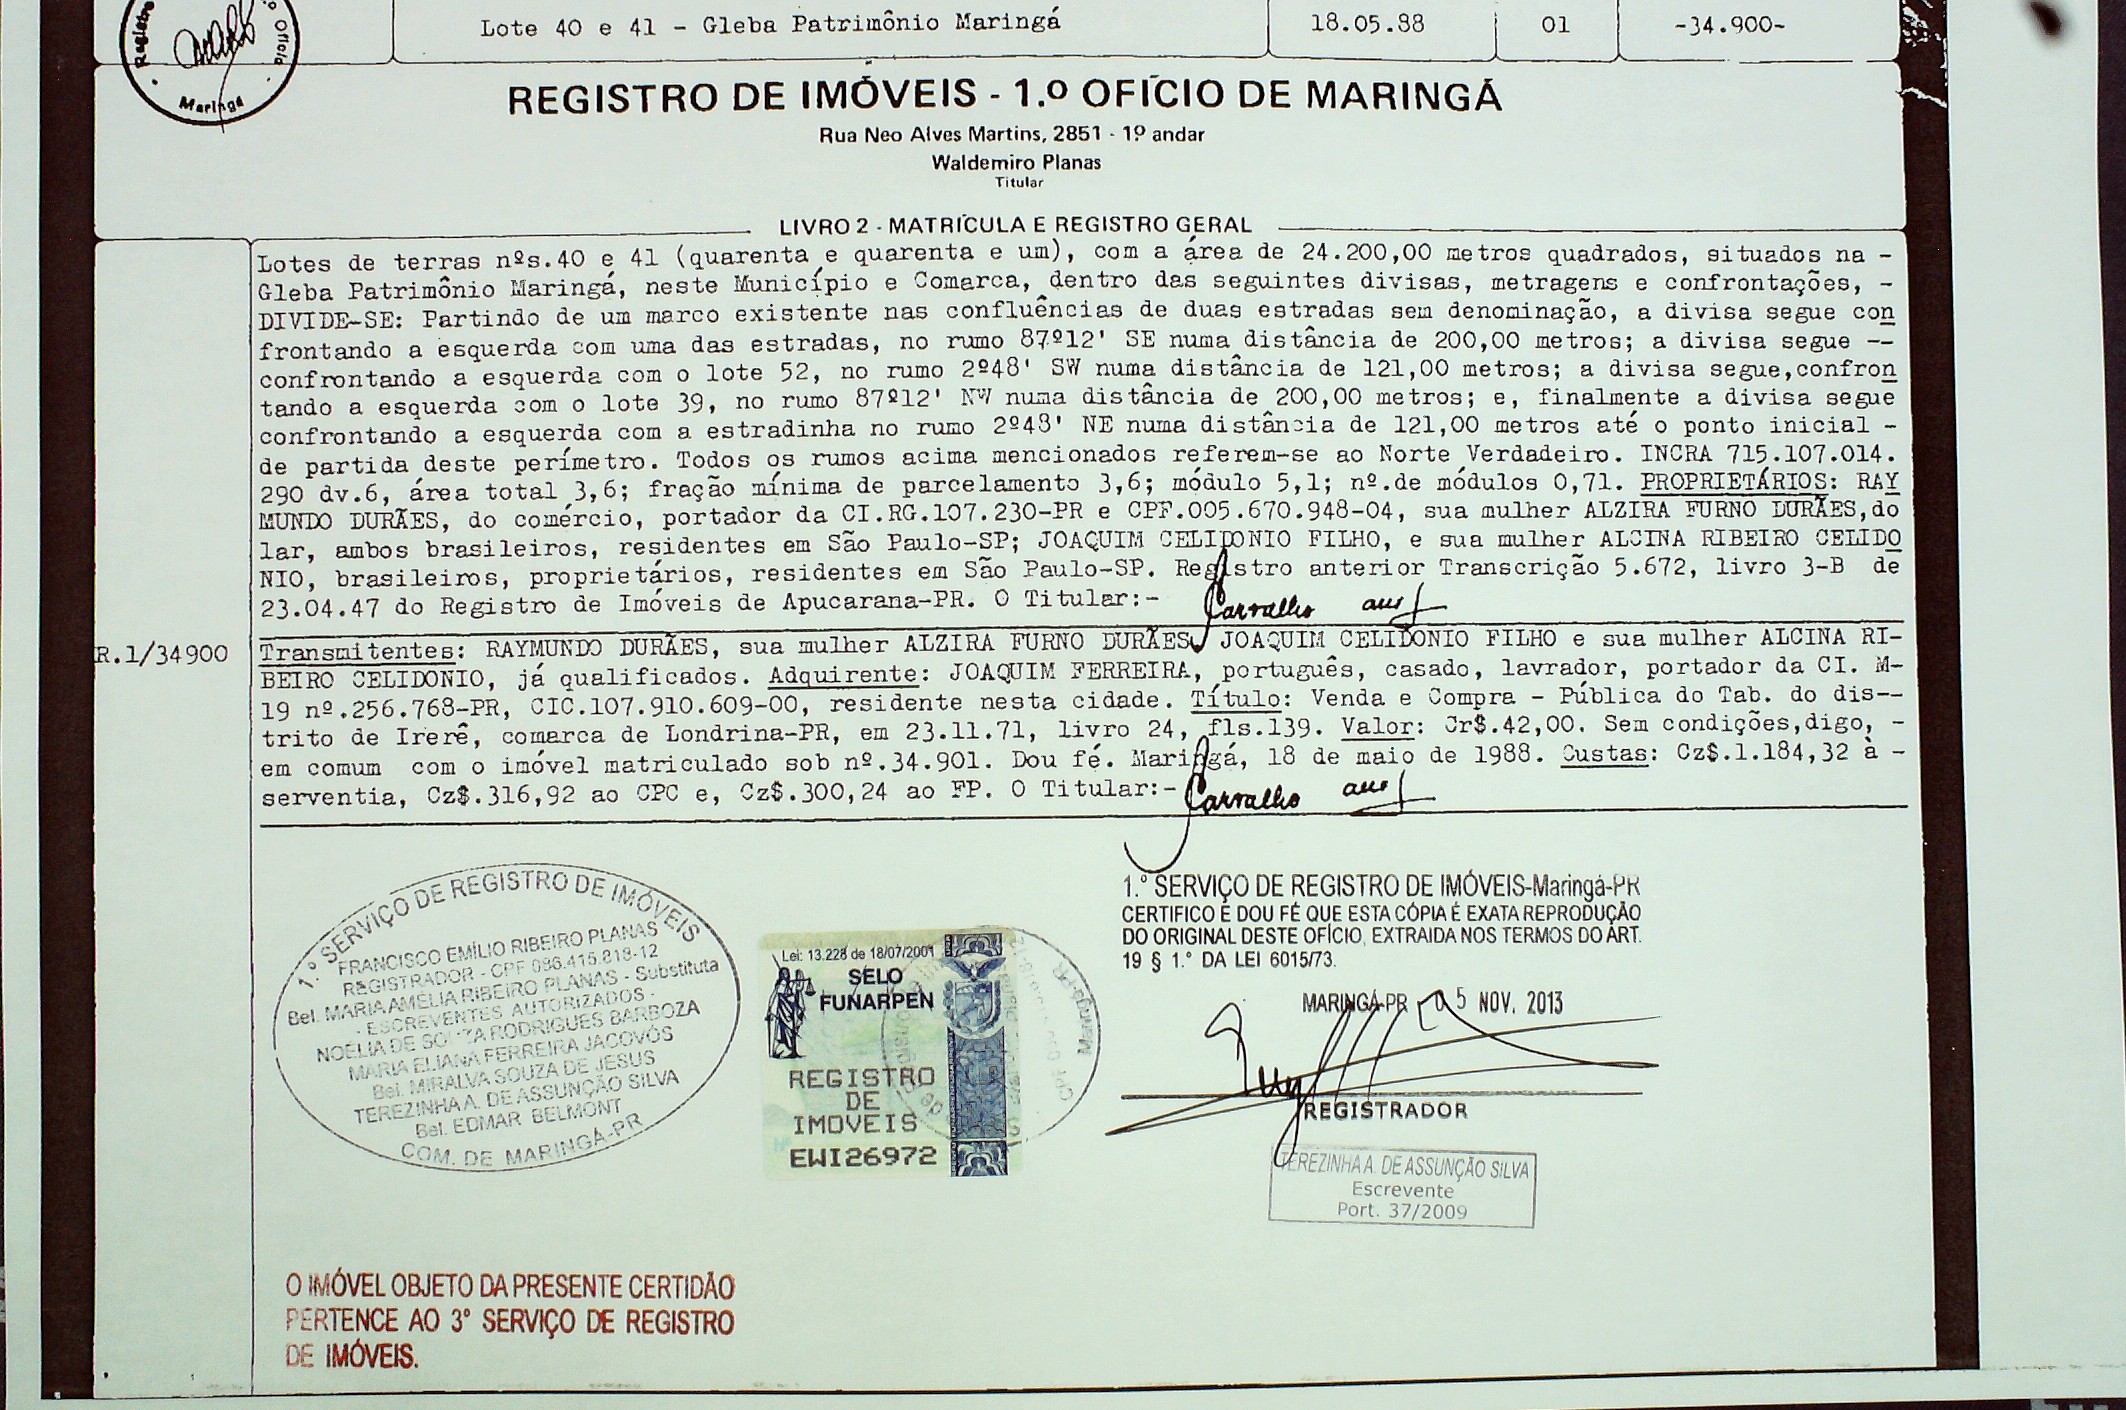 Registro
Oficio
Maringá
Lote 40 e 41 - Gleba Patrimônio Maringá
18.05.88
01
-34.900-
REGISTRO DE IMÓVEIS - 1.º OFÍCIO DE MARINGÁ
Rua Neo Alves Martins, 2851 - 1º andar
Waldemiro Planas
Titular
LIVRO 2 - MATRÍCULA E REGISTRO GERAL
Lotes de terras nºs.40 e 41 (quarenta e quarenta e um), com a área de 24.200,00 metros quadrados, situados na -
Gleba Patrimônio Maringá, neste Município e Comarca, dentro das seguintes divisas, metragens e confrontações, -
DIVIDE-SE: Partindo de um marco existente nas confluências de duas estradas sem denominação, a divisa segue con
frontando a esquerda com uma das estradas, no rumo 87º12' SE numa distância de 200,00 metros; a divisa segue --
confrontando a esquerda com o lote 52, no rumo 2º48' SW numa distância de 121,00 metros; a divisa segue,confron
tando a esquerda com o lote 39, no rumo 87º12' NW numa distância de 200,00 metros; e, finalmente a divisa segue
confrontando a esquerda com a estradinha no rumo 2º48' NE numa distância de 121,00 metros até o ponto inicial -
de partida deste perímetro. Todos os rumos acima mencionados referem-se ao Norte Verdadeiro. INCRA 715.107.014.
290 dv.6, área total 3,6; fração mínima de parcelamento 3,6; módulo 5,1; nº.de módulos 0,71. PROPRIETÁRIOS: RAY
MUNDO DURÃES, do comércio, portador da CI.RG.107.230-PR e CPF.005.670.948-04, sua mulher ALZIRA FURNO DURÃES,do
lar, ambos brasileiros, residentes em São Paulo-SP; JOAQUIM CELIDONIO FILHO, e sua mulher ALCINA RIBEIRO CELIDO
NIO, brasileiros, proprietários, residentes em São Paulo-SP. Registro anterior Transcrição 5.672, livro 3-B de
23.04.47 do Registro de Imóveis de Apucarana-PR. O Titular:- Carvalho
R.1/34900
Transmitentes: RAYMUNDO DURÃES, sua mulher ALZIRA FURNO DURÃES, JOAQUIM CELIDONIO FILHO e sua mulher ALCINA RI-
BEIRO CELIDONIO, já qualificados. Adquirente: JOAQUIM FERREIRA, português, casado, lavrador, portador da CI. M-
19 nº.256.768-PR, CIC.107.910.609-00, residente nesta cidade. Título: Venda e Compra - Pública do Tab. do dis--
trito de Irerê, comarca de Londrina-PR, em 23.11.71, livro 24, fls.139. Valor: Cr$.42,00. Sem condições,digo, -
em comum com o imóvel matriculado sob nº.34.901. Dou fé. Maringá, 18 de maio de 1988. Custas: Cz$.1.184,32 à -
serventia, Cz$.316,92 ao CPC e, Cz$.300,24 ao FP. O Titular:- Carvalho
1.º SERVIÇO DE REGISTRO DE IMÓVEIS
FRANCISCO EMÍLIO RIBEIRO PLANAS
REGISTRADOR - CPF 086.415.819-12
Bel. MARIA AMÉLIA RIBEIRO PLANAS - Substituta
- ESCREVENTES AUTORIZADOS -
NOÉLIA DE SOUZA RODRIGUES BARBOZA
MARIA ELIANA FERREIRA JACOVÓS
Bel. MIRALVA SOUZA DE JESUS
TEREZINHA A. DE ASSUNÇÃO SILVA
Bel. EDMAR BELMONT
COM. DE MARINGÁ-PR
Lei: 13.228 de 18/07/2001
SELO
FUNARPEN
REGISTRO
DE
IMOVEIS
EWI26972
Maringá-PR
1.º SERVIÇO DE REGISTRO DE IMÓVEIS-Maringá-PR
CERTIFICO E DOU FÉ QUE ESTA CÓPIA É EXATA REPRODUÇÃO
DO ORIGINAL DESTE OFÍCIO, EXTRAIDA NOS TERMOS DO ART.
19 § 1.º DA LEI 6015/73.
MARINGÁ-PR 05 NOV. 2013
REGISTRADOR
TEREZINHA A. DE ASSUNÇÃO SILVA
Escrevente
Port. 37/2009
O IMÓVEL OBJETO DA PRESENTE CERTIDÃO
PERTENCE AO 3º SERVIÇO DE REGISTRO
DE IMÓVEIS.